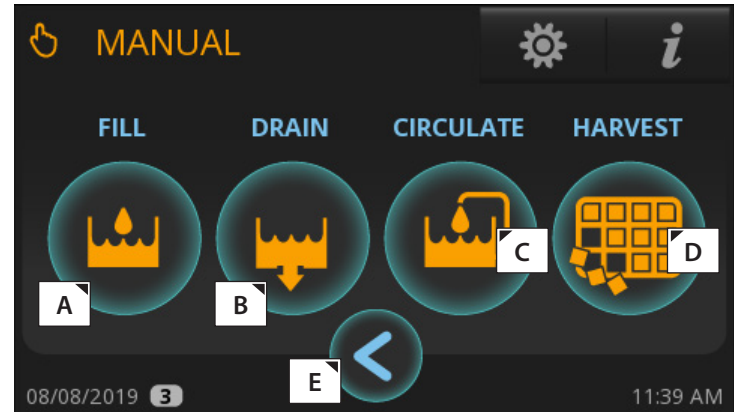 MANUAL i
FILL DRAIN CIRCULATE HARVEST
A B C D
E
08/08/2019 3 11:39 AM